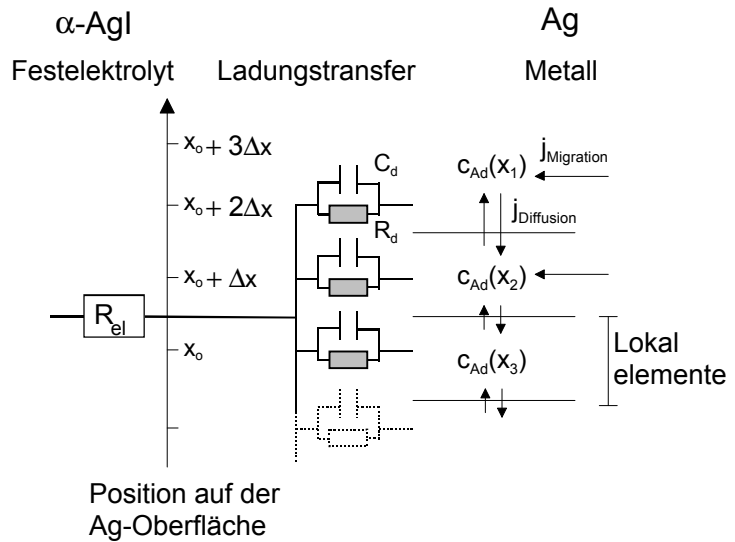 α-AgI
Ag
Festelektrolyt
Ladungstransfer
Metall
x₀ + 3Δx
x₀ + 2Δx
x₀ + Δx
x₀
R_el
C_d
R_d
c_Ad(x₁)
j_Migration
j_Diffusion
c_Ad(x₂)
c_Ad(x₃)
Lokal
elemente
Position auf der
Ag-Oberfläche